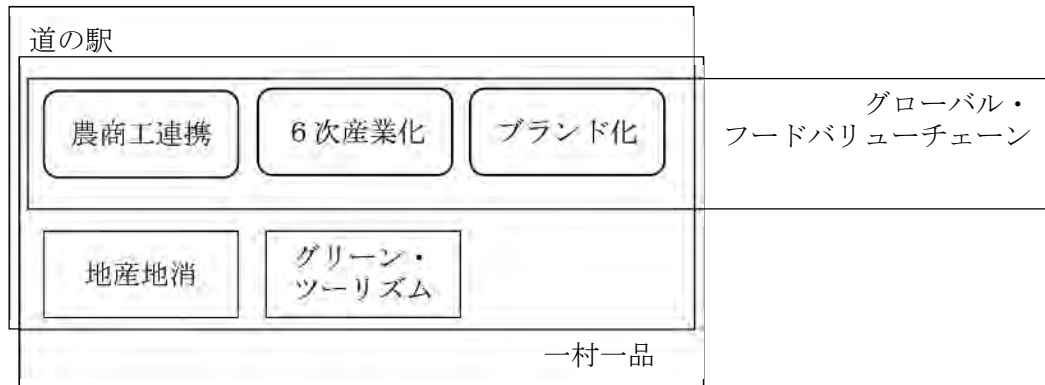 道の駅
グローバル・
フードバリューチェーン
農商工連携
６次産業化
ブランド化
地産地消
グリーン・
ツーリズム
一村一品